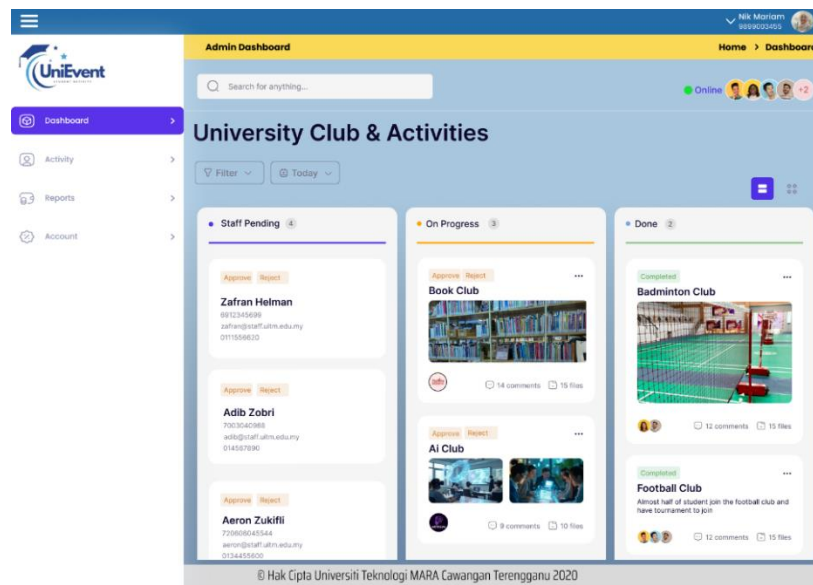 Nik Mariam
9899003455
UniEvent
Admin Dashboard
Home > Dashboard
Search for anything...
Online
+2
Dashboard
Activity
Reports
Account
University Club & Activities
Filter
Today
Staff Pending 4
Approve Reject
Zafran Helman
6912345699
zafran@staff.uitm.edu.my
0111556620
Approve Reject
Adib Zobri
7003040988
adib@staff.uitm.edu.my
014587890
Approve Reject
Aeron Zukifli
720606045544
aeron@staff.uitm.edu.my
0134455600
On Progress 3
Approve Reject
Book Club
14 comments 15 files
Approve Reject
Ai Club
9 comments 10 files
Done 2
Completed
Badminton Club
12 comments 15 files
Completed
Football Club
Almost half of student join the football club and
have tournament to join
12 comments 15 files
© Hak Cipta Universiti Teknologi MARA Cawangan Terengganu 2020